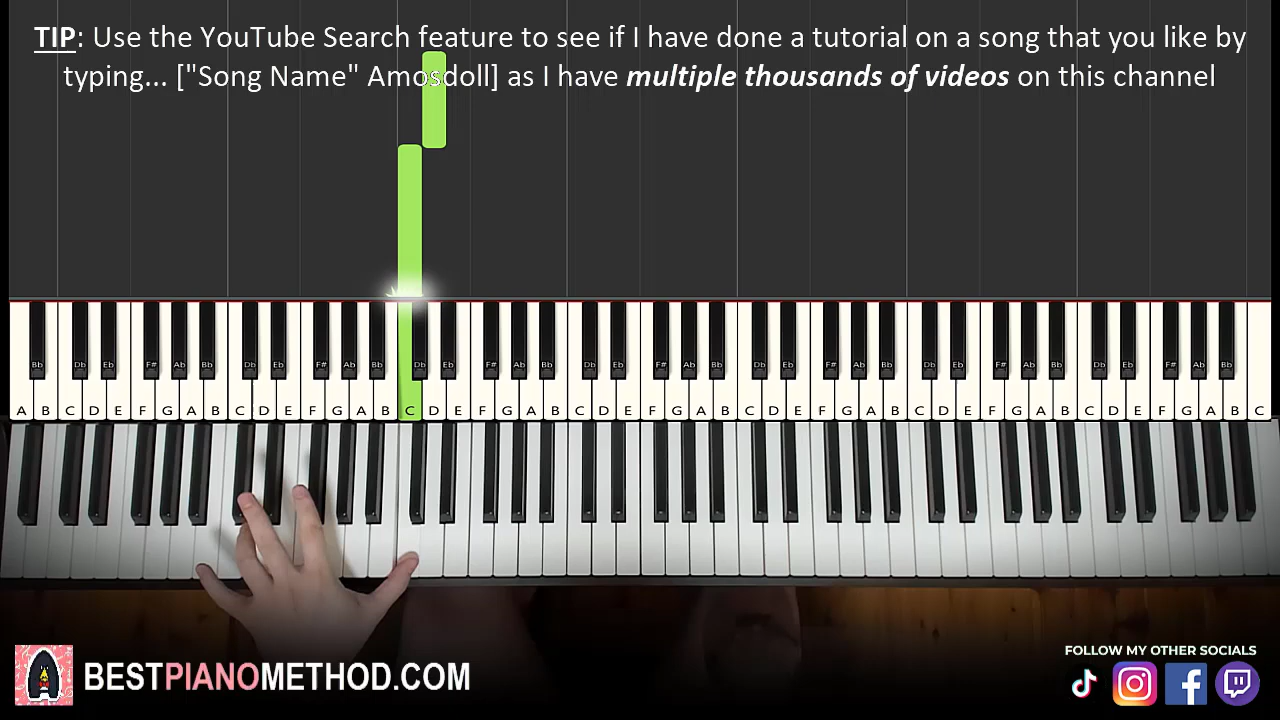 TIP: Use the YouTube Search feature to see if I have done a tutorial on a song that you like by
typing... ["Song Name" Amosdoll] as I have multiple thousands of videos on this channel
Bb Db Eb F# Ab Bb Db Eb F# Ab Bb Db Eb F# Ab Bb Db Eb F# Ab Bb Db Eb F# Ab Bb Db Eb F# Ab Bb Db Eb F# Ab Bb
A B C D E F G A B C D E F G A B C D E F G A B C D E F G A B C D E F G A B C D E F G A B C D E F G A B C
BESTPIANOMETHOD.COM
FOLLOW MY OTHER SOCIALS